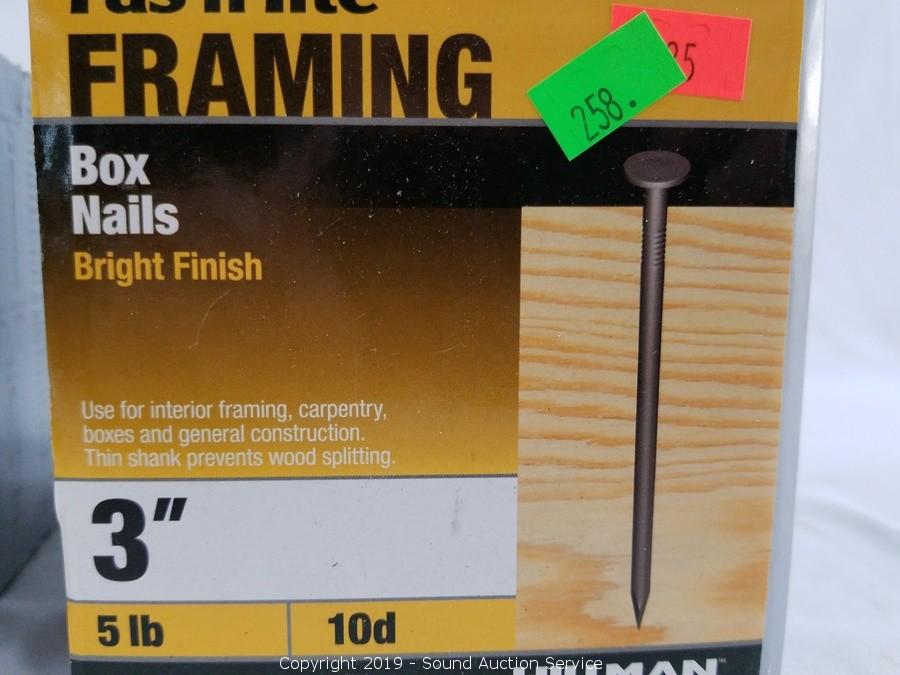 FRAMING
258.
Box
Nails
Bright Finish
Use for interior framing, carpentry,
boxes and general construction.
Thin shank prevents wood splitting.
3"
5 lb
10d
Copyright 2019 - Sound Auction Service